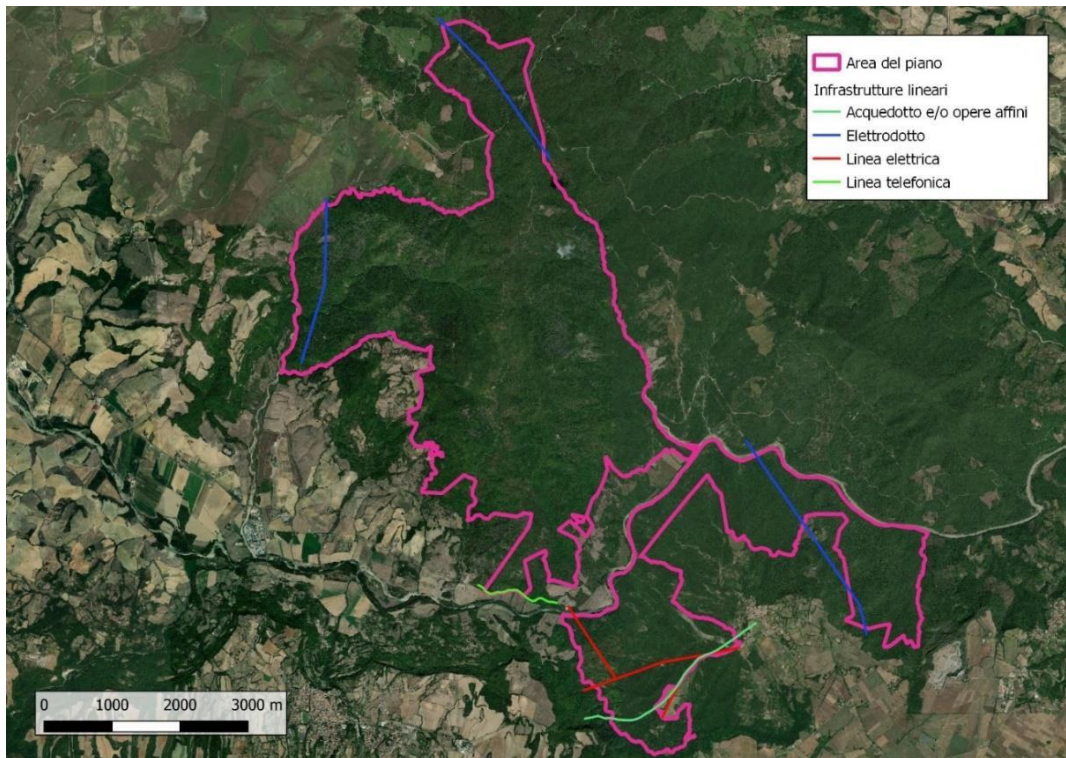 Area del piano
Infrastrutture lineari
Acquedotto e/o opere affini
Elettrodotto
Linea elettrica
Linea telefonica
0 1000 2000 3000 m